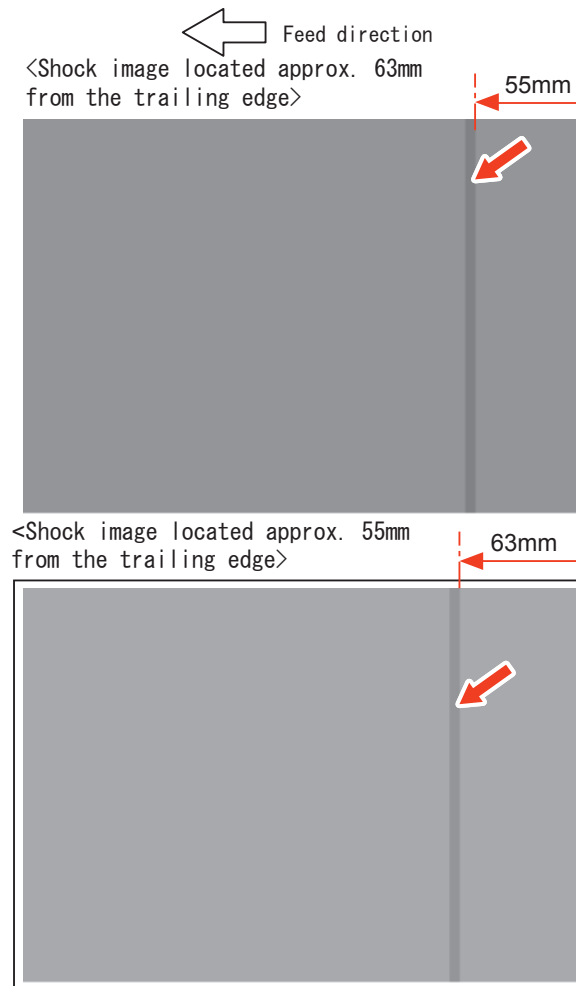 Feed direction
<Shock image located approx. 63mm
from the trailing edge>
55mm
<Shock image located approx. 55mm
from the trailing edge>
63mm